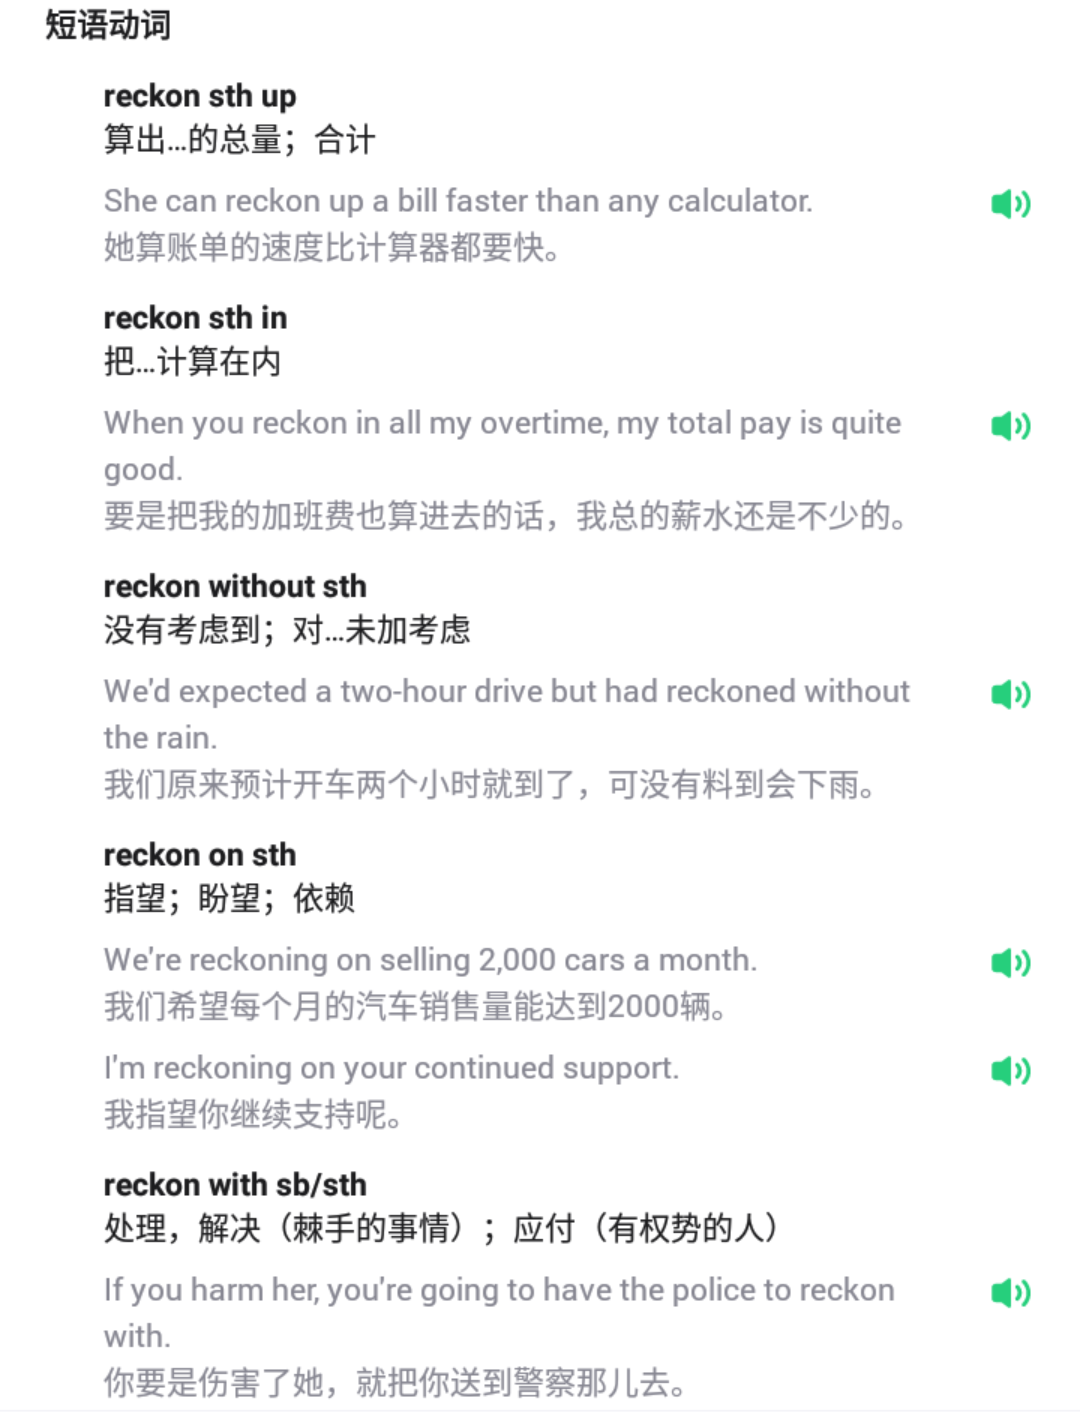 短语动词
reckon sth up
算出…的总量；合计
She can reckon up a bill faster than any calculator.
她算账单的速度比计算器都要快。
reckon sth in
把…计算在内
When you reckon in all my overtime, my total pay is quite
good.
要是把我的加班费也算进去的话，我总的薪水还是不少的。
reckon without sth
没有考虑到；对…未加考虑
We'd expected a two-hour drive but had reckoned without
the rain.
我们原来预计开车两个小时就到了，可没有料到会下雨。
reckon on sth
指望；盼望；依赖
We're reckoning on selling 2,000 cars a month.
我们希望每个月的汽车销售量能达到2000辆。
I'm reckoning on your continued support.
我指望你继续支持呢。
reckon with sb/sth
处理，解决（棘手的事情）；应付（有权势的人）
If you harm her, you're going to have the police to reckon
with.
你要是伤害了她，就把你送到警察那儿去。